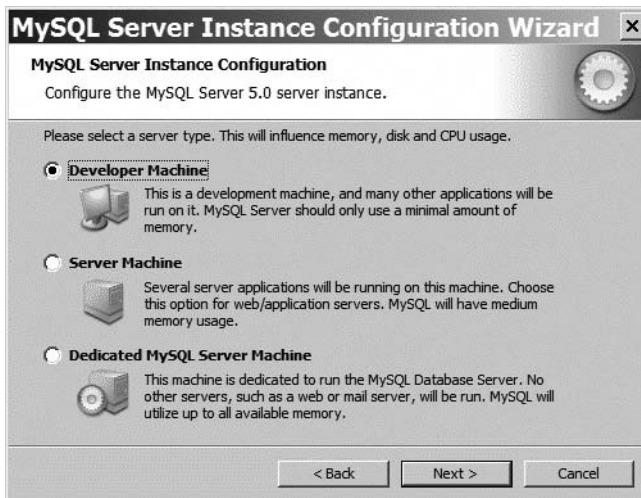 MySQL Server Instance Configuration Wizard
MySQL Server Instance Configuration
Configure the MySQL Server 5.0 server instance.
Please select a server type. This will influence memory, disk and CPU usage.
Developer Machine
This is a development machine, and many other applications will be
run on it. MySQL Server should only use a minimal amount of
memory.
Server Machine
Several server applications will be running on this machine. Choose
this option for web/application servers. MySQL will have medium
memory usage.
Dedicated MySQL Server Machine
This machine is dedicated to run the MySQL Database Server. No
other servers, such as a web or mail server, will be run. MySQL will
utilize up to all available memory.
< Back
Next >
Cancel